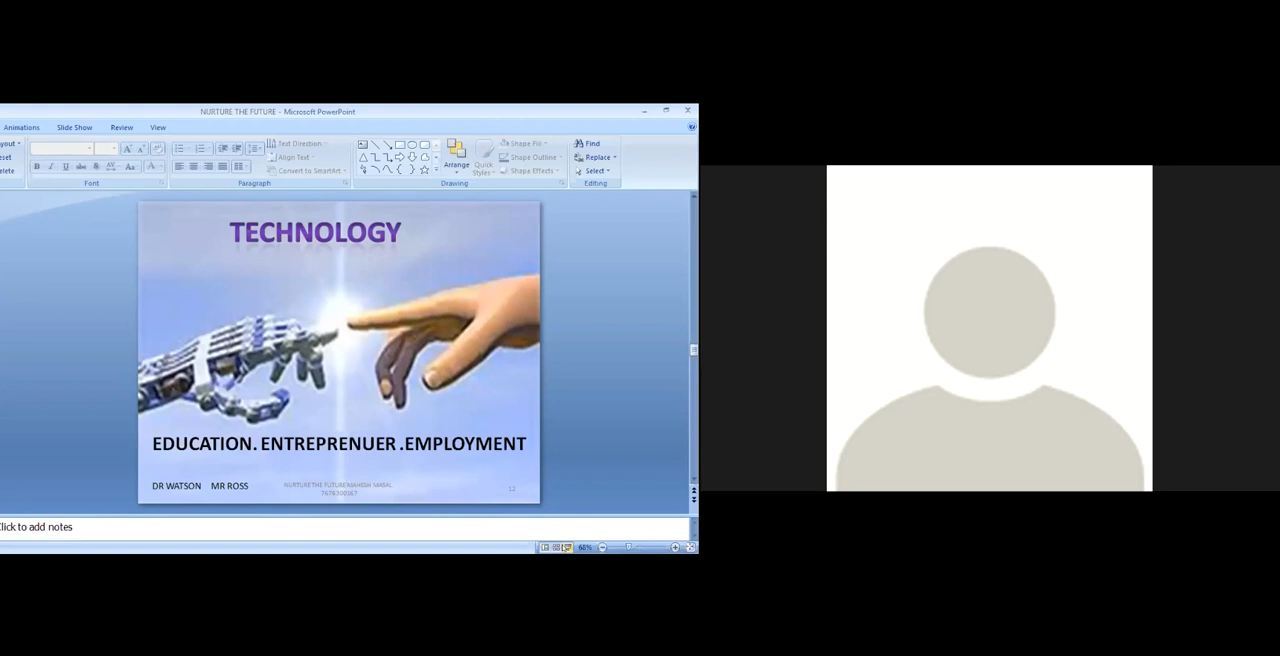 NURTURE THE FUTURE - Microsoft PowerPoint
Animations Slide Show Review View
Text Direction
Align Text
Convert to SmartArt
Arrange
Quick Styles
Shape Fill
Shape Outline
Shape Effects
Find
Replace
Select
Font Paragraph Drawing Editing
TECHNOLOGY
EDUCATION. ENTREPRENUER .EMPLOYMENT
DR WATSON MR ROSS
12
Click to add notes
68%